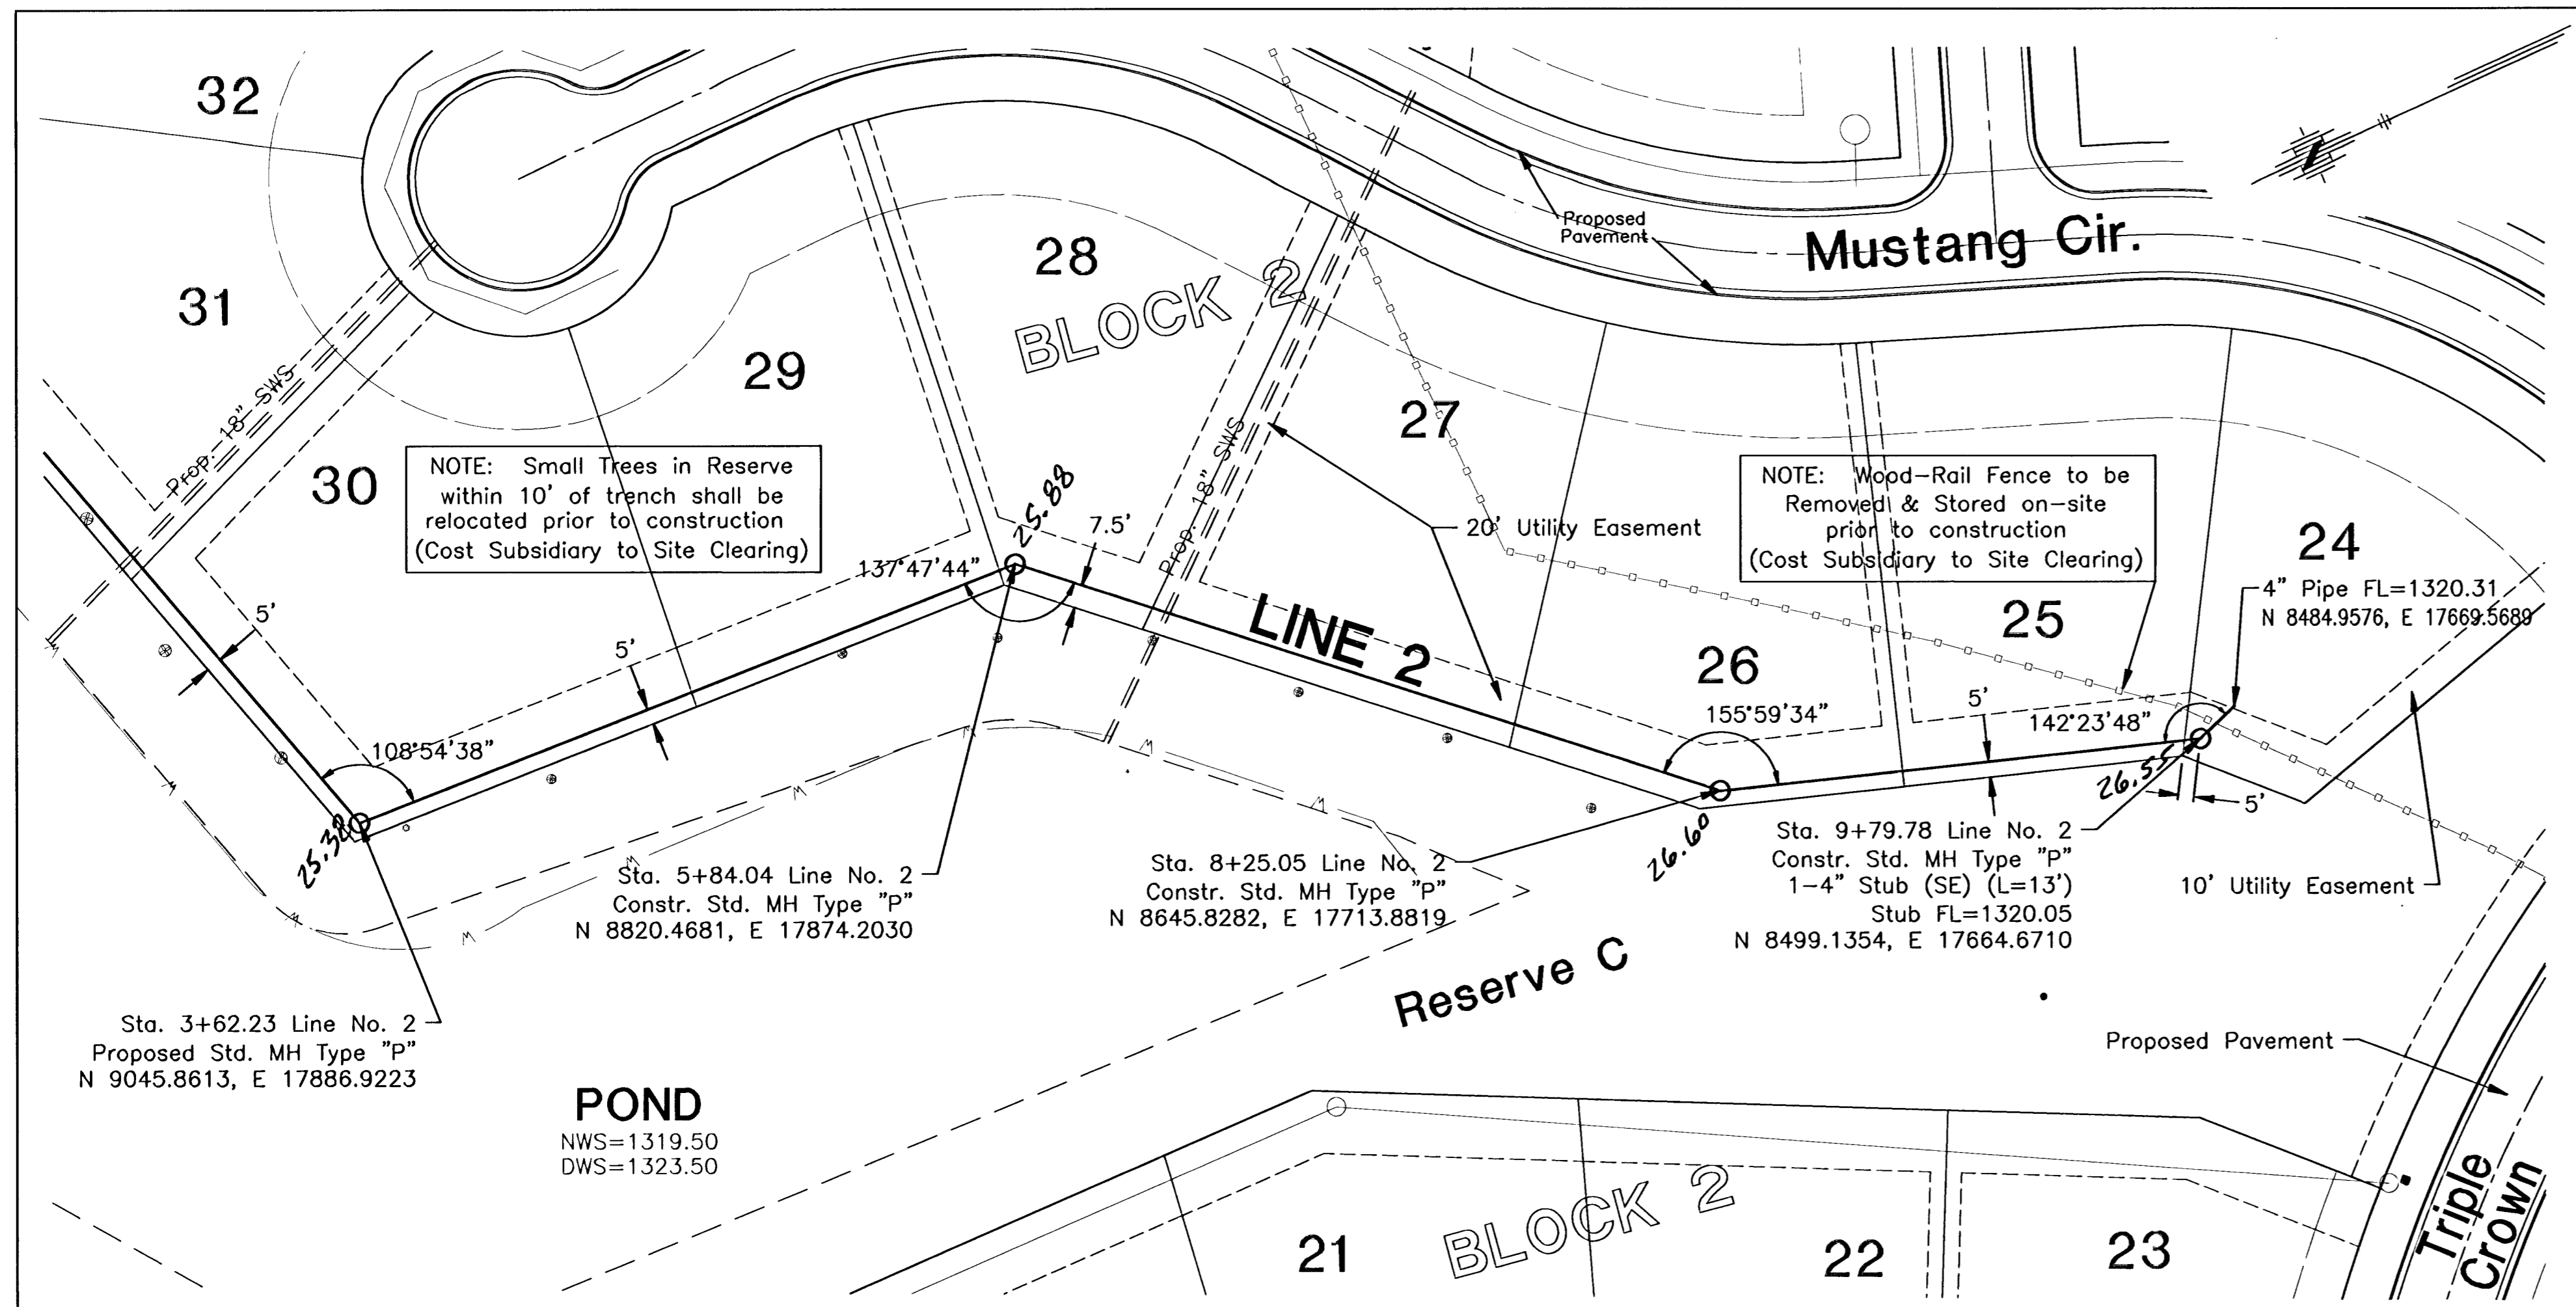 32
31
30
29
28
27
26
25
24
BLOCK 2
Mustang Cir.
Proposed
Pavement
Prop. 18" SWS
Prop. 18" SWS
NOTE: Small Trees in Reserve
within 10' of trench shall be
relocated prior to construction
(Cost Subsidiary to Site Clearing)
NOTE: Wood-Rail Fence to be
Removed & Stored on-site
prior to construction
(Cost Subsidiary to Site Clearing)
25.88
7.5'
137°47'44"
20' Utility Easement
LINE 2
4" Pipe FL=1320.31
N 8484.9576, E 17669.5689
5'
5'
5'
108°54'38"
155°59'34"
142°23'48"
25.32
26.60
26.55
5'
Sta. 5+84.04 Line No. 2
Constr. Std. MH Type "P"
N 8820.4681, E 17874.2030
Sta. 8+25.05 Line No. 2
Constr. Std. MH Type "P"
N 8645.8282, E 17713.8819
Sta. 9+79.78 Line No. 2
Constr. Std. MH Type "P"
1-4" Stub (SE) (L=13')
Stub FL=1320.05
N 8499.1354, E 17664.6710
10' Utility Easement
Reserve C
Sta. 3+62.23 Line No. 2
Proposed Std. MH Type "P"
N 9045.8613, E 17886.9223
Proposed Pavement
POND
NWS=1319.50
DWS=1323.50
BLOCK 2
21
22
23
Triple
Crown